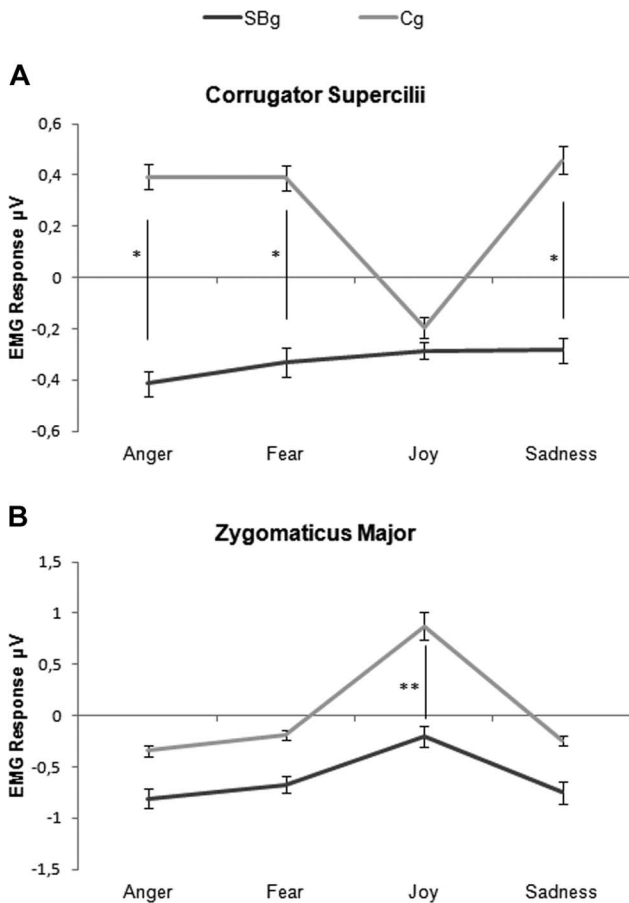 SBg Cg
A
Corrugator Supercilii
0,6
0,4
0,2
0
-0,2
-0,4
-0,6
EMG Response µV
* * *
Anger Fear Joy Sadness
B
Zygomaticus Major
1,5
1
0,5
0
-0,5
-1
-1,5
EMG Response µV
**
Anger Fear Joy Sadness